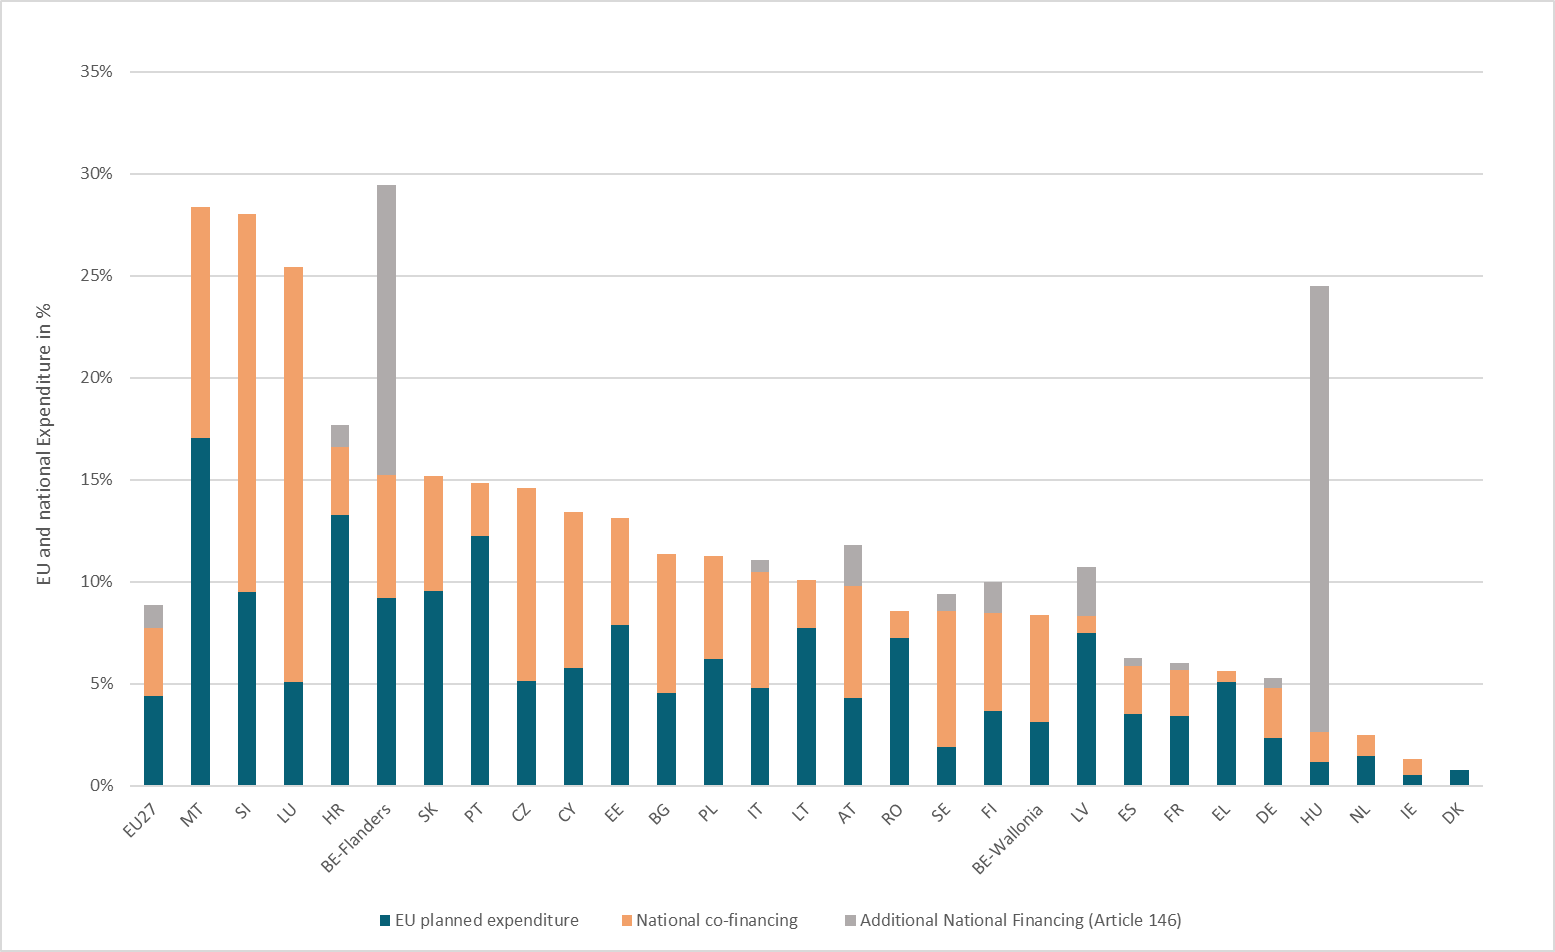 35%
30%
25%
20%
15%
10%
5%
0%
EU and national Expenditure in %
EU27
MT
SI
LU
HR
BE-Flanders
SK
PT
CZ
CY
EE
BG
PL
IT
LT
AT
RO
SE
FI
BE-Wallonia
LV
ES
FR
EL
DE
HU
NL
IE
DK
EU planned expenditure
National co-financing
Additional National Financing (Article 146)